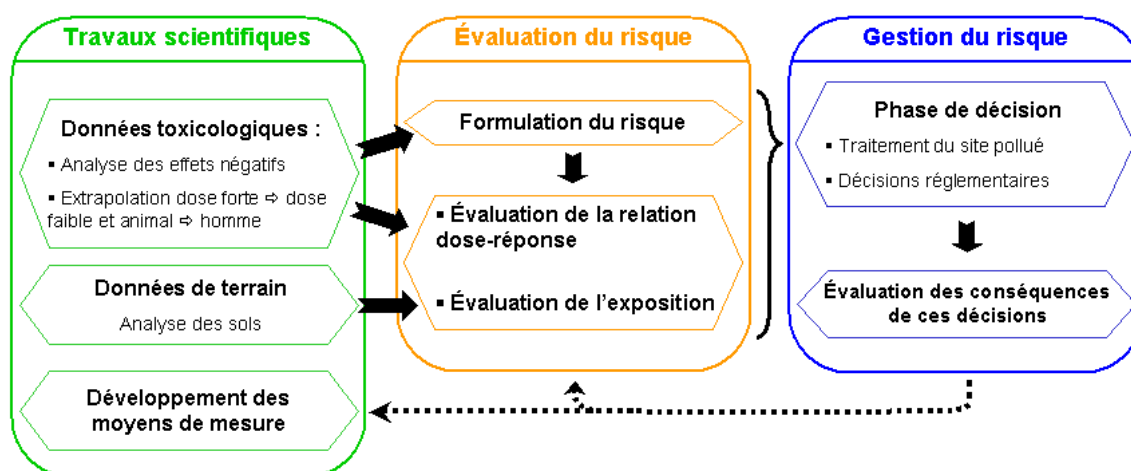 Travaux scientifiques
Données toxicologiques :
▪ Analyse des effets négatifs
▪ Extrapolation dose forte ⇨ dose
faible et animal ⇨ homme
Données de terrain
Analyse des sols
Développement des
moyens de mesure
Évaluation du risque
Formulation du risque
▪ Évaluation de la relation
dose-réponse
▪ Évaluation de l'exposition
Gestion du risque
Phase de décision
▪ Traitement du site pollué
▪ Décisions réglementaires
Évaluation des conséquences
de ces décisions